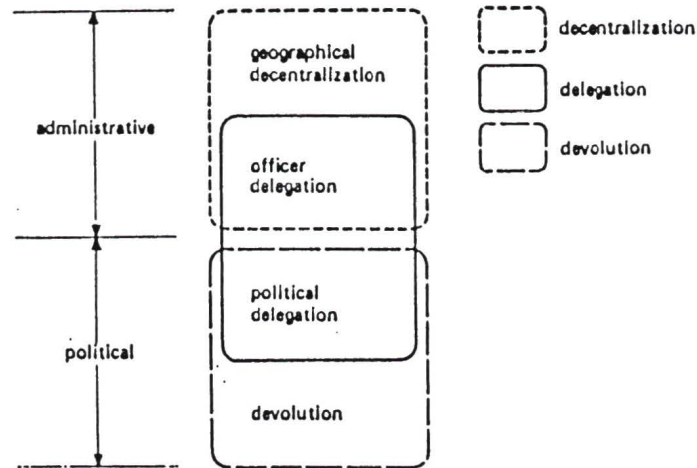 geographical
decentralization
administrative
officer
delegation
political
delegation
political
devolution
decentralization
delegation
devolution